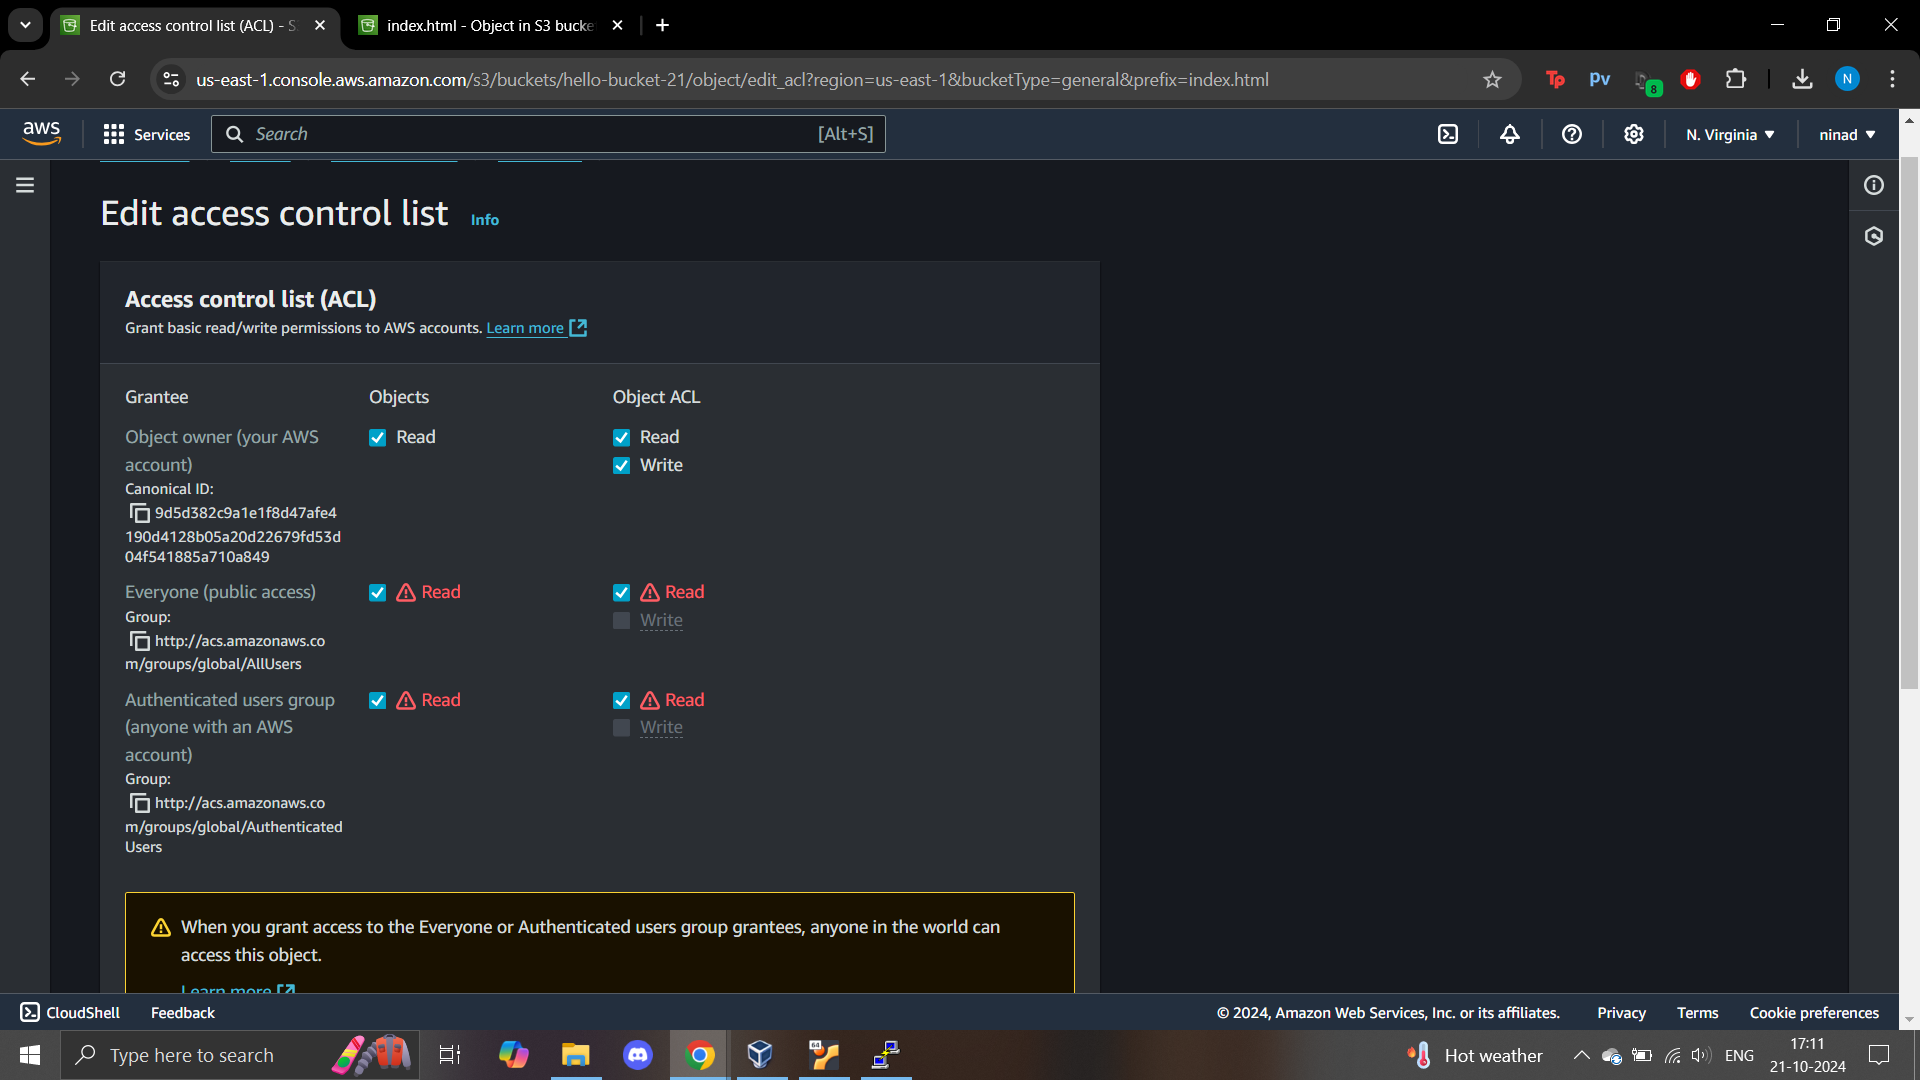 Edit access control list (ACL) - S
index.html - Object in S3 bucke
us-east-1.console.aws.amazon.com/s3/buckets/hello-bucket-21/object/edit_acl?region=us-east-1&bucketType=general&prefix=index.html
Tp
pv
8
N
aws
Services
Search
[Alt+S]
N. Virginia
ninad
Edit access control list
Info
Access control list (ACL)
Grant basic read/write permissions to AWS accounts. Learn more
Grantee
Objects
Object ACL
Object owner (your AWS
account)
Canonical ID:
9d5d382c9a1e1f8d47afe4
190d4128b05a20d22679fd53d
04f541885a710a849
Read
Read
Write
Everyone (public access)
Group:
http://acs.amazonaws.co
m/groups/global/AllUsers
Read
Read
Write
Authenticated users group
(anyone with an AWS
account)
Group:
http://acs.amazonaws.co
m/groups/global/Authenticated
Users
Read
Read
Write
When you grant access to the Everyone or Authenticated users group grantees, anyone in the world can
access this object.
Learn more
CloudShell
Feedback
© 2024, Amazon Web Services, Inc. or its affiliates.
Privacy
Terms
Cookie preferences
Type here to search
64
Hot weather
ENG
17:11
21-10-2024